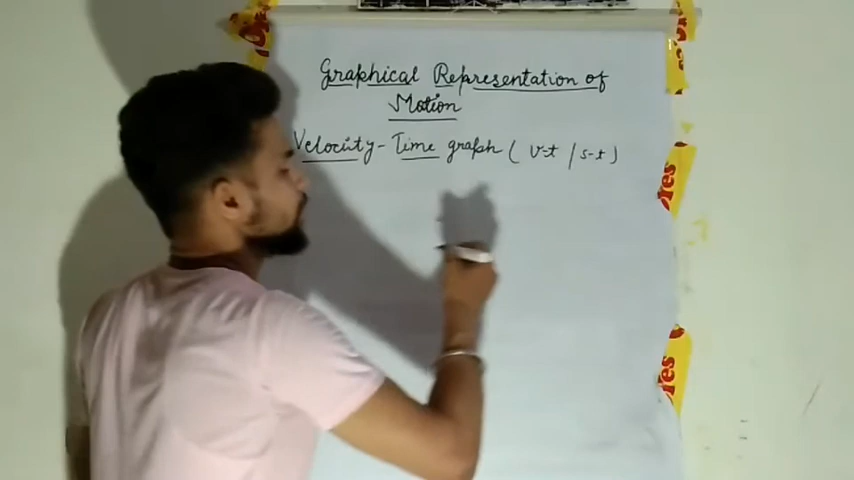 Graphical Representation of
Motion
Velocity-Time graph ( v-t / s-t )